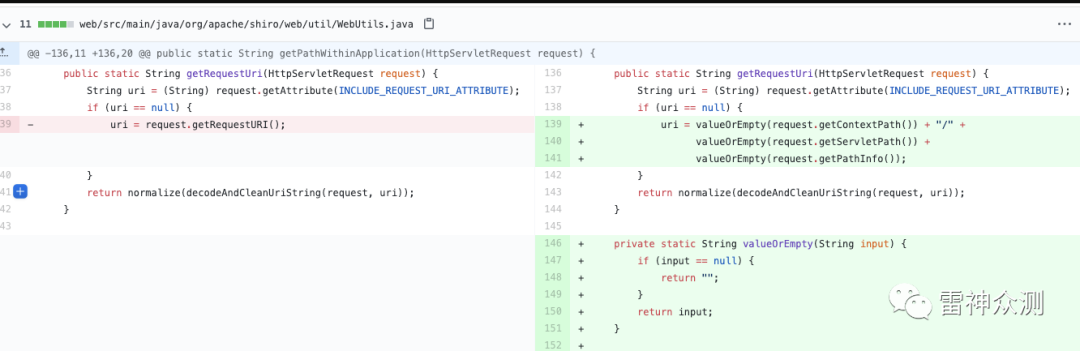 11 web/src/main/java/org/apache/shiro/web/util/WebUtils.java
@@ -136,11 +136,20 @@ public static String getPathWithinApplication(HttpServletRequest request) {
36 public static String getRequestUri(HttpServletRequest request) {
37 String uri = (String) request.getAttribute(INCLUDE_REQUEST_URI_ATTRIBUTE);
38 if (uri == null) {
39 - uri = request.getRequestURI();
40 }
41 + return normalize(decodeAndCleanUriString(request, uri));
42 }
43
136 public static String getRequestUri(HttpServletRequest request) {
137 String uri = (String) request.getAttribute(INCLUDE_REQUEST_URI_ATTRIBUTE);
138 if (uri == null) {
139 + uri = valueOrEmpty(request.getContextPath()) + "/" +
140 + valueOrEmpty(request.getServletPath()) +
141 + valueOrEmpty(request.getPathInfo());
142 }
143 return normalize(decodeAndCleanUriString(request, uri));
144 }
145
146 + private static String valueOrEmpty(String input) {
147 + if (input == null) {
148 + return "";
149 + }
150 + return input;
151 + }
152 +
雷神众测